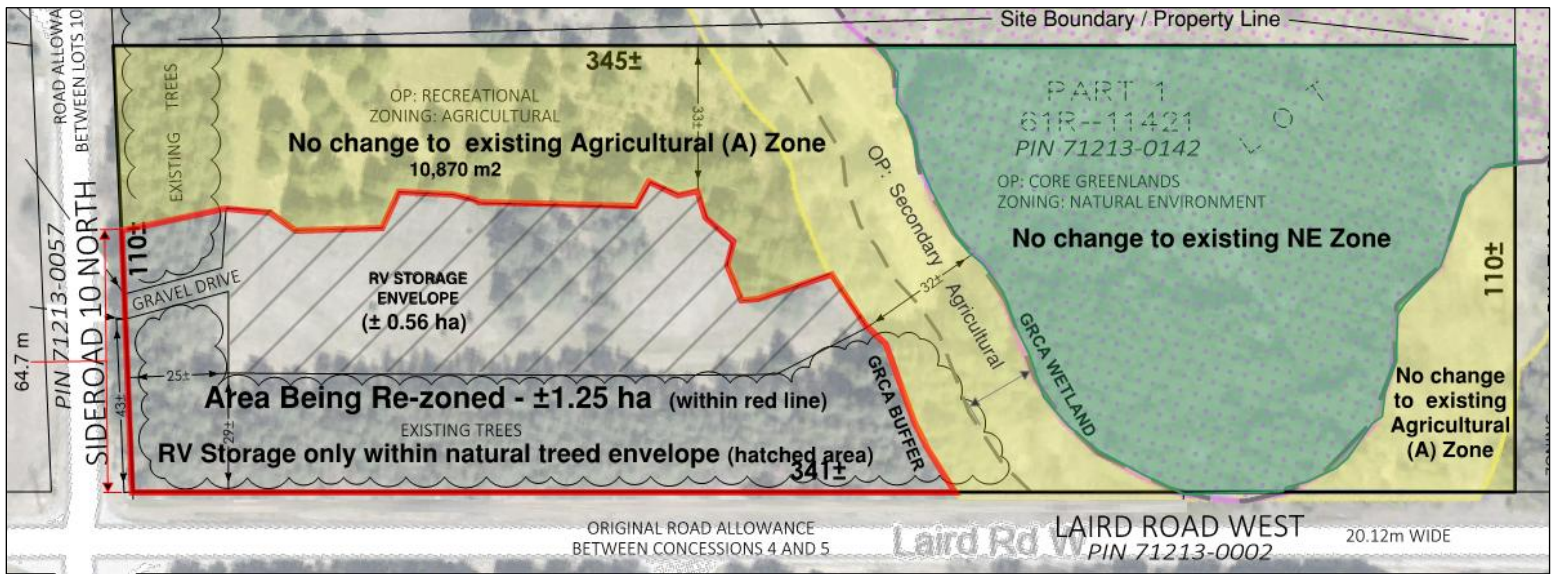 Site Boundary / Property Line
ROAD ALLOWA
BETWEEN LOTS 10
345±
EXISTING TREES
OP: RECREATIONAL
ZONING: AGRICULTURAL
No change to existing Agricultural (A) Zone
10,870 m2
33±
PART 1
61R--11421
PIN 71213-0142
LOT
OP: CORE GREENLANDS
ZONING: NATURAL ENVIRONMENT
No change to existing NE Zone
OP: Secondary Agricultural
110±
SIDEROAD 10 NORTH
PIN 71213-0057
64.7 m
110±
GRAVEL DRIVE
RV STORAGE
ENVELOPE
(± 0.56 ha)
32±
GRCA WETLAND
GRCA BUFFER
25±
43±
29±
Area Being Re-zoned - ±1.25 ha (within red line)
EXISTING TREES
RV Storage only within natural treed envelope (hatched area)
341±
No change
to existing
Agricultural
(A) Zone
ORIGINAL ROAD ALLOWANCE
BETWEEN CONCESSIONS 4 AND 5
Laird Rd W
LAIRD ROAD WEST
PIN 71213-0002
20.12m WIDE